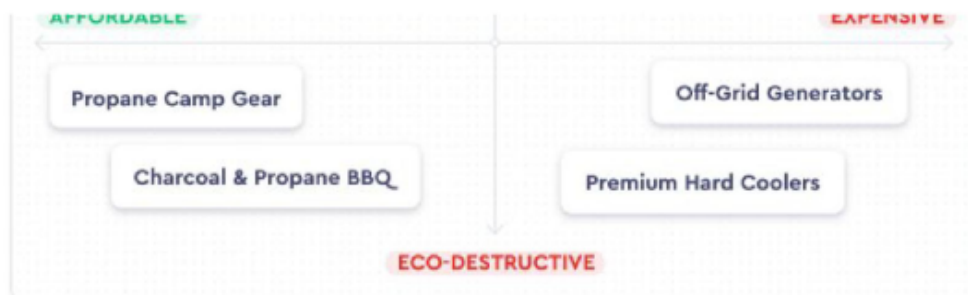 AFFORDABLE EXPENSIVE
Propane Camp Gear Off-Grid Generators
Charcoal & Propane BBQ Premium Hard Coolers
ECO-DESTRUCTIVE